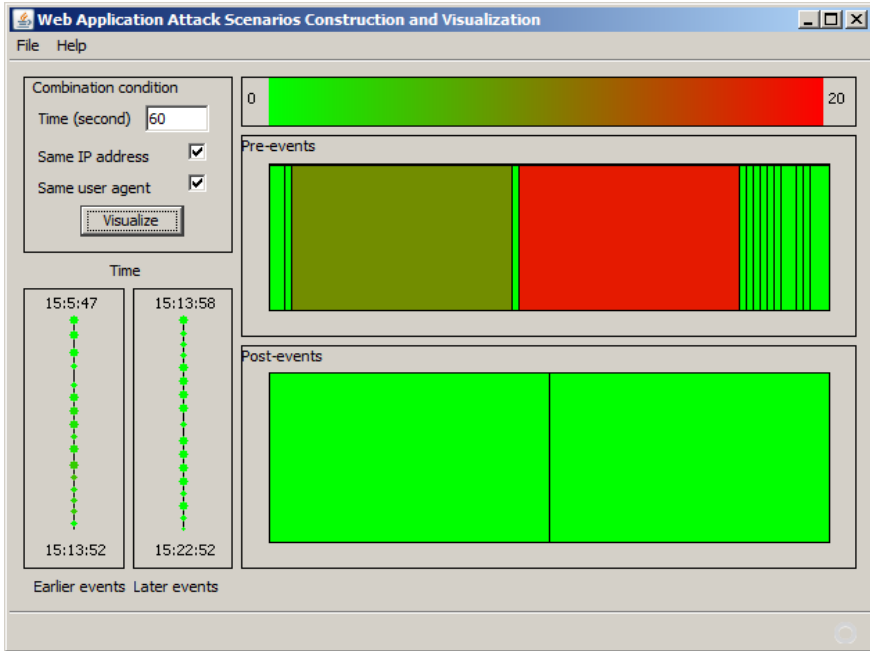 Web Application Attack Scenarios Construction and Visualization
File Help
Combination condition
Time (second) 60
Same IP address
Same user agent
Visualize
0 20
Pre-events
Time
15:5:47 15:13:58
15:13:52 15:22:52
Earlier events Later events
Post-events